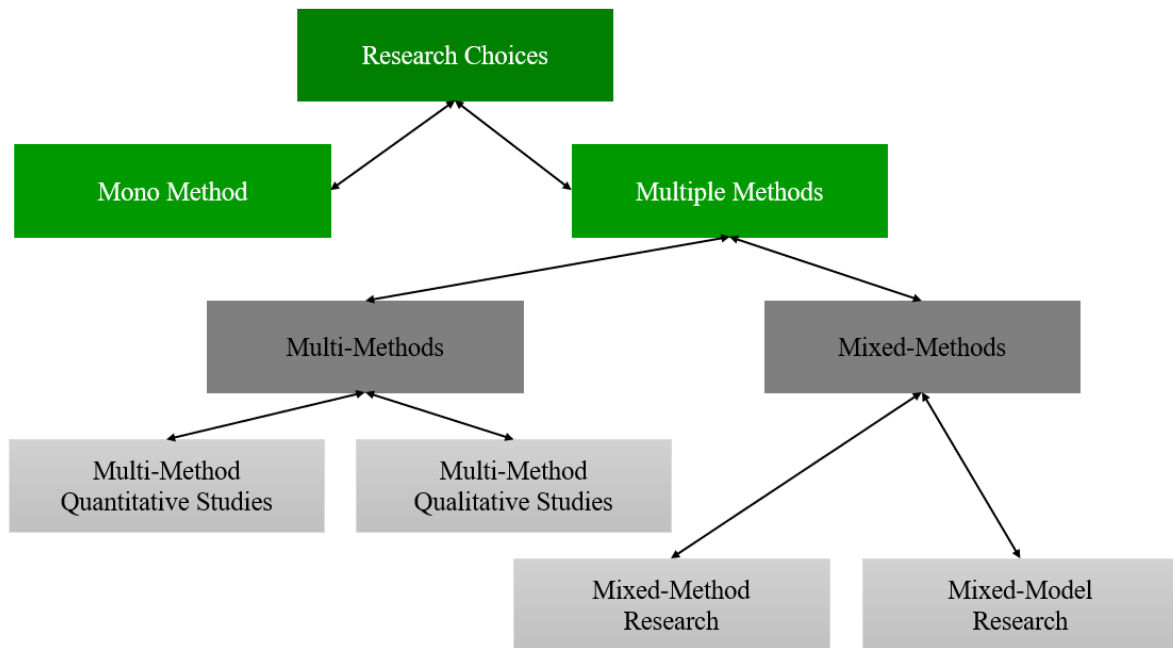 Research Choices
Mono Method
Multiple Methods
Multi-Methods
Mixed-Methods
Multi-Method
Quantitative Studies
Multi-Method
Qualitative Studies
Mixed-Method
Research
Mixed-Model
Research